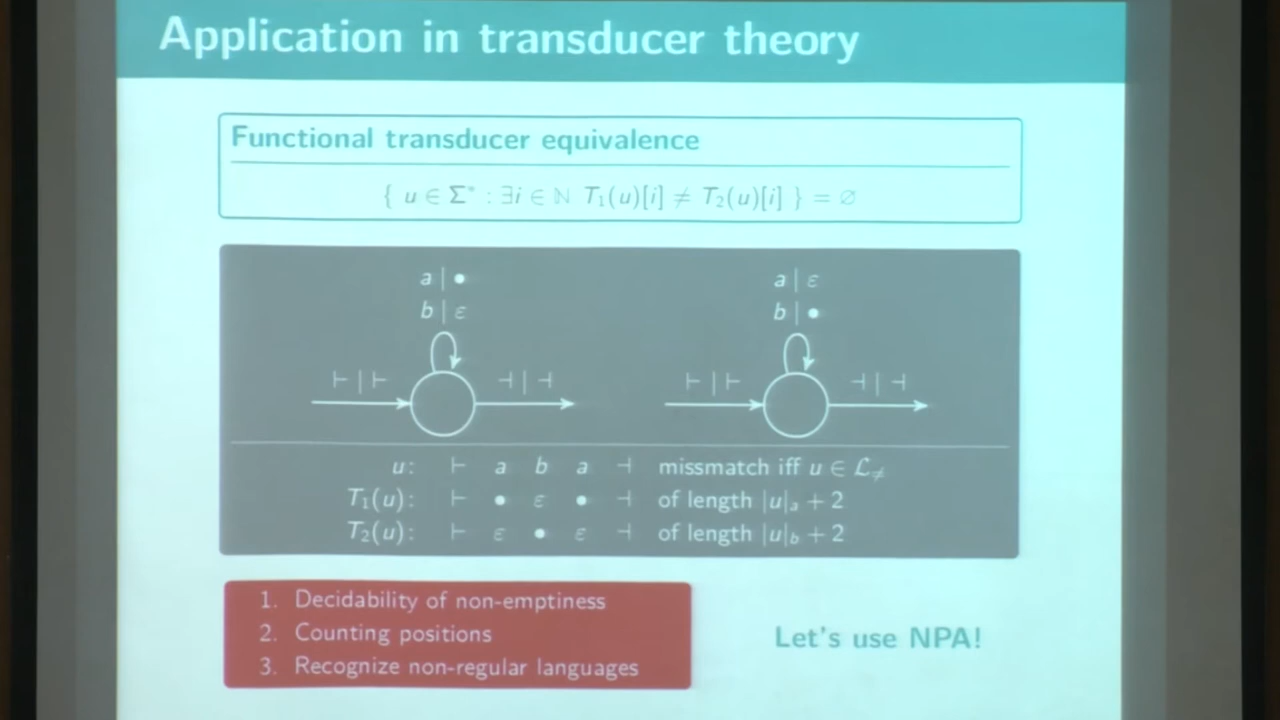 Application in transducer theory
Functional transducer equivalence
{ u ∈ Σ* : ∃i ∈ ℕ T₁(u)[i] ≠ T₂(u)[i] } = ∅
a | •
b | ε
⊢ | ⊢
⊣ | ⊣
a | ε
b | •
⊢ | ⊢
⊣ | ⊣
u: ⊢ a b a ⊣ mismatch iff u ∈ ℒ≠
T₁(u): ⊢ • ε • ⊣ of length |u|ₐ + 2
T₂(u): ⊢ ε • ε ⊣ of length |u|_b + 2
1. Decidability of non-emptiness
2. Counting positions
3. Recognize non-regular languages
Let's use NPA!